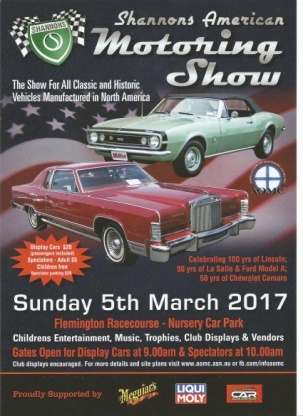 SHANNONS
Shannons American
Motoring
Show
The Show For All Classic and Historic
Vehicles Manufactured in North America
AOMC
Display Cars $20
(passengers included)
Spectators - Adult $5
Children free
Spectator parking $20
Celebrating 100 yrs of Lincoln;
90 yrs of La Salle & Ford Model A;
50 yrs of Chevrolet Camaro
Sunday 5th March 2017
Flemington Racecourse - Nursery Car Park
Childrens Entertainment, Music, Trophies, Club Displays & Vendors
Gates Open for Display Cars at 9.00am & Spectators at 10.00am
Club displays encouraged. For more details and site plans visit www.aomc.asn.au or fb.com/infoaomc
Proudly Supported by
Meguiar's
LIQUI
MOLY
CAR